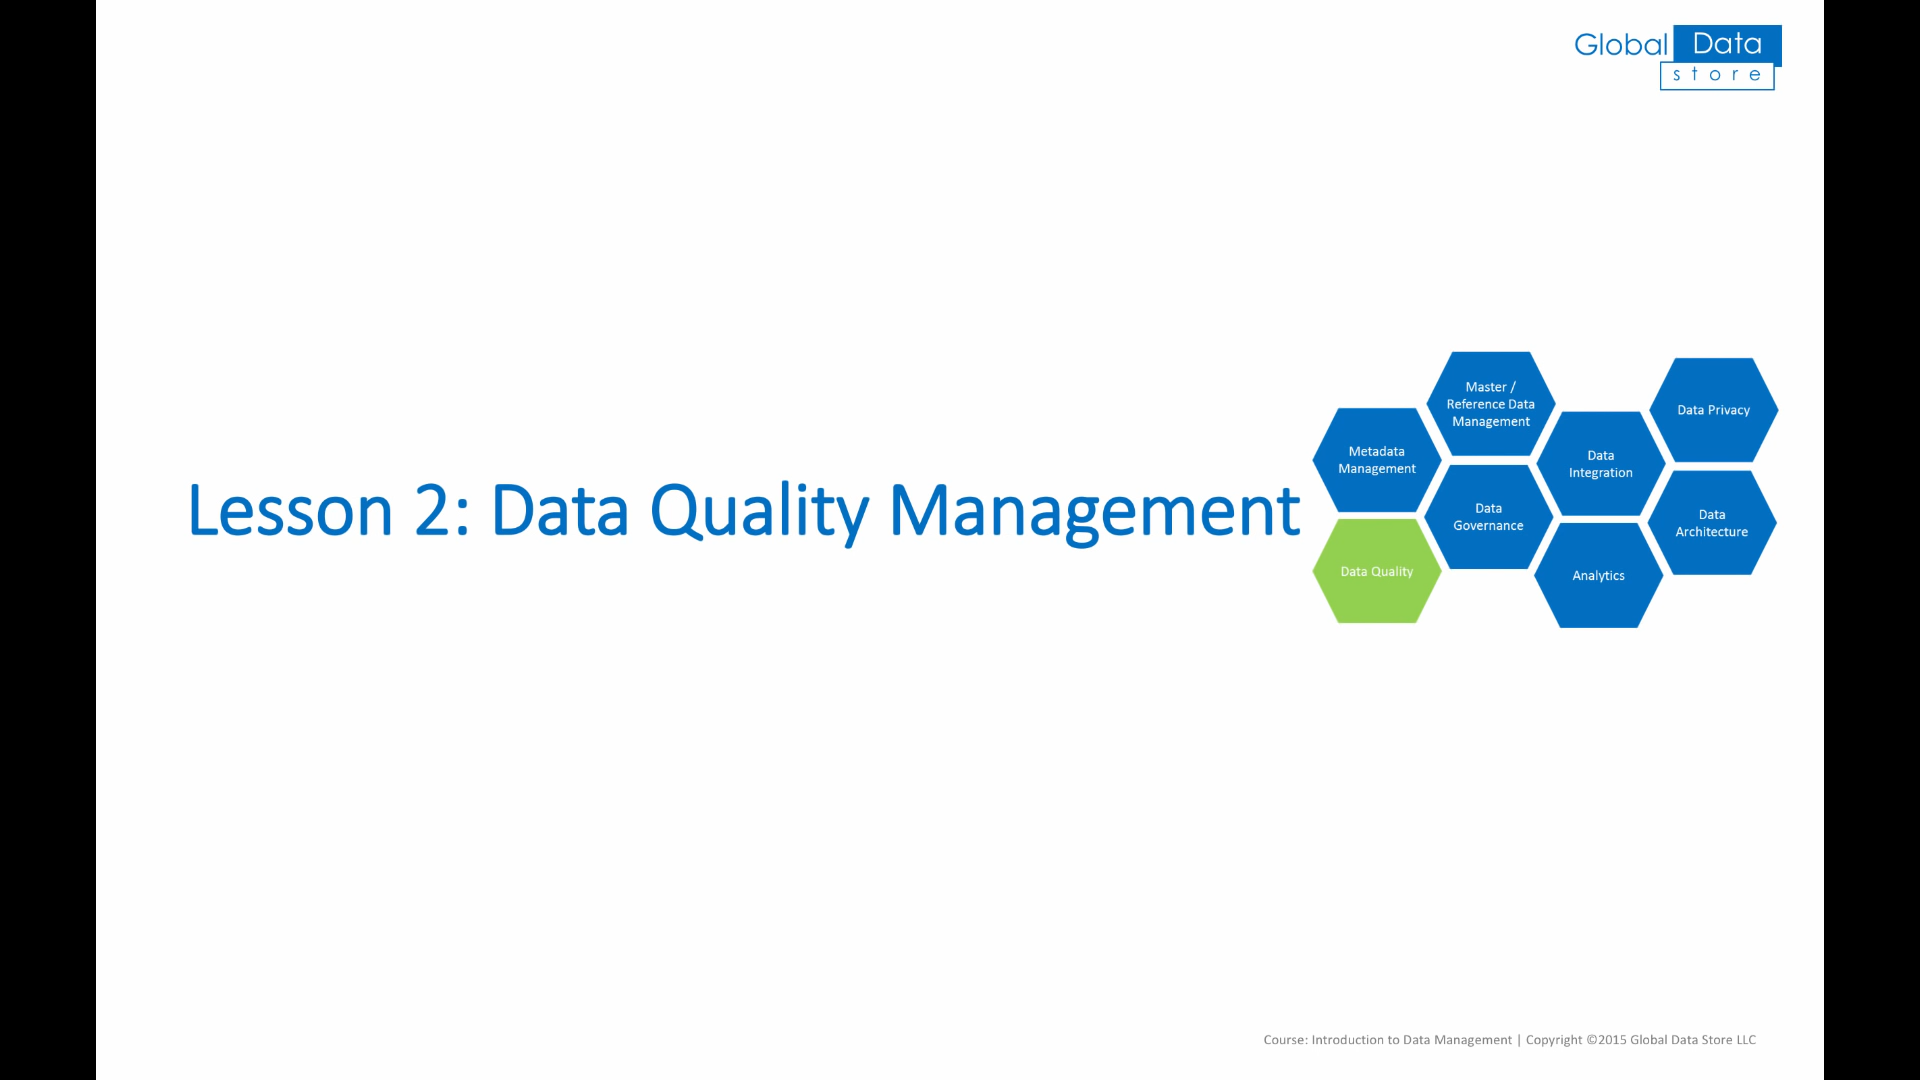 Global Data
store
Lesson 2: Data Quality Management
Metadata
Management
Master /
Reference Data
Management
Data Privacy
Data
Integration
Data
Governance
Data
Architecture
Data Quality
Analytics
Course: Introduction to Data Management | Copyright ©2015 Global Data Store LLC